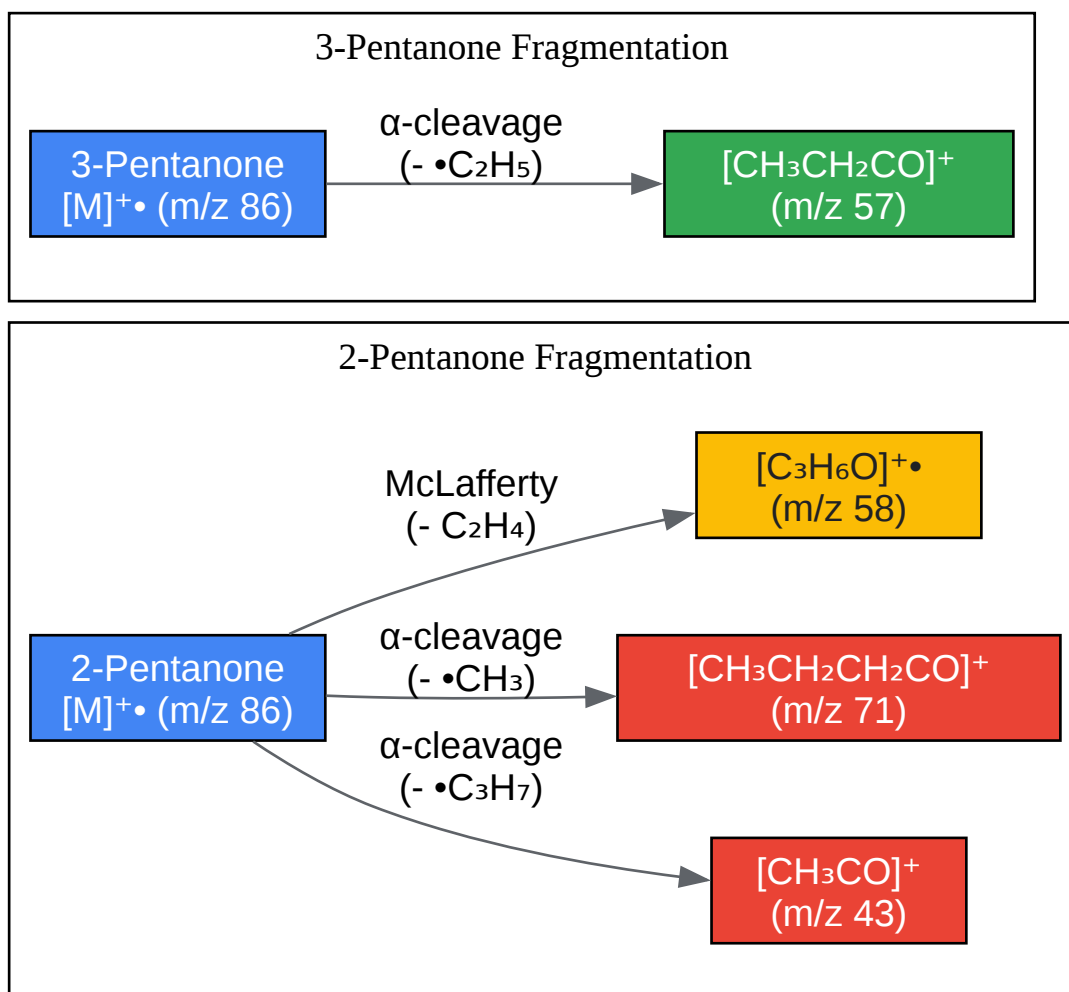 3-Pentanone Fragmentation
α-cleavage
(- •C₂H₅)
3-Pentanone
[M]⁺• (m/z 86)
[CH₃CH₂CO]⁺
(m/z 57)
2-Pentanone Fragmentation
McLafferty
(- C₂H₄)
[C₃H₆O]⁺•
(m/z 58)
2-Pentanone
[M]⁺• (m/z 86)
α-cleavage
(- •CH₃)
[CH₃CH₂CH₂CO]⁺
(m/z 71)
α-cleavage
(- •C₃H₇)
[CH₃CO]⁺
(m/z 43)